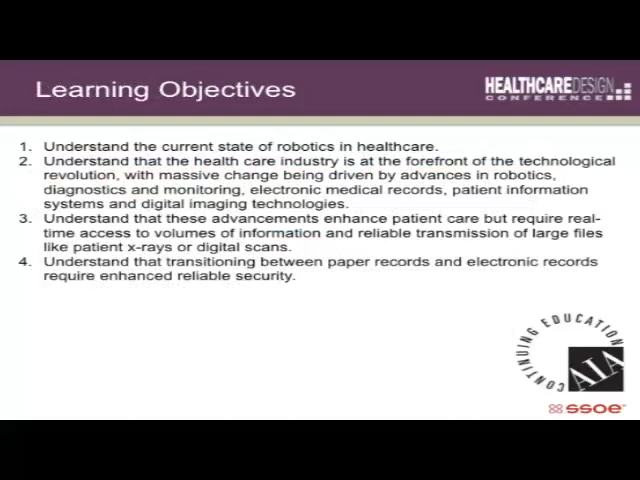 Learning Objectives
HEALTHCAREDESIGN
CONFERENCE
1. Understand the current state of robotics in healthcare.
2. Understand that the health care industry is at the forefront of the technological
revolution, with massive change being driven by advances in robotics,
diagnostics and monitoring, electronic medical records, patient information
systems and digital imaging technologies.
3. Understand that these advancements enhance patient care but require real-
time access to volumes of information and reliable transmission of large files
like patient x-rays or digital scans.
4. Understand that transitioning between paper records and electronic records
require enhanced reliable security.
CONTINUING EDUCATION
AIA
ssoe